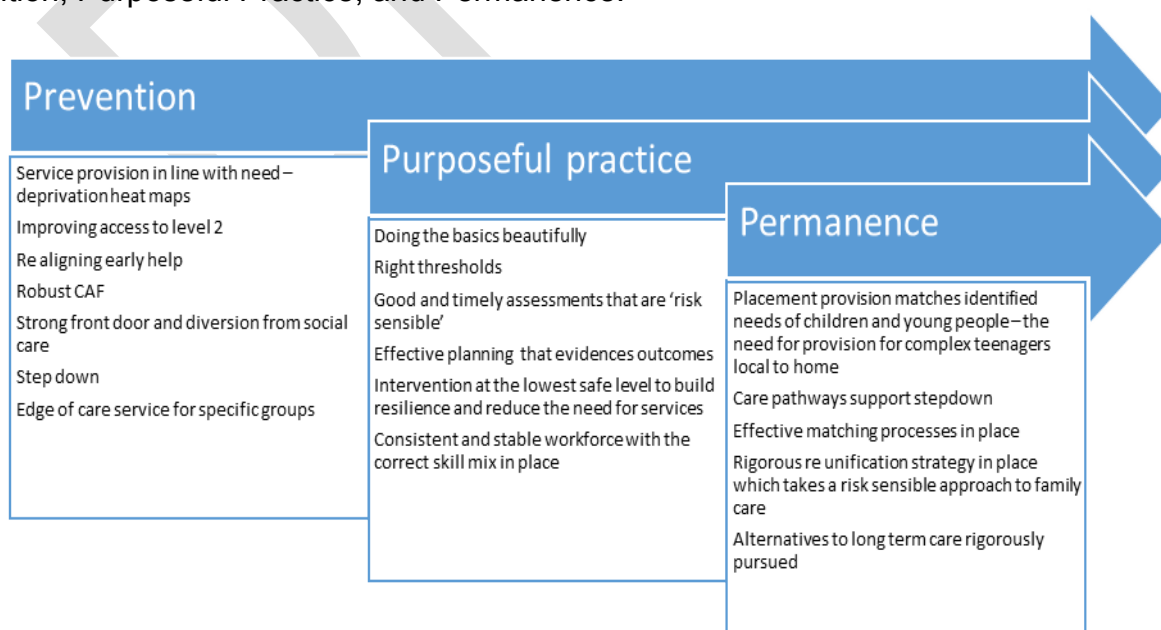 Purposeful Practice, and Permanence.
Prevention
Service provision in line with need –
deprivation heat maps
Improving access to level 2
Re aligning early help
Robust CAF
Strong front door and diversion from social
care
Step down
Edge of care service for specific groups
Purposeful practice
Doing the basics beautifully
Right thresholds
Good and timely assessments that are ‘risk
sensible’
Effective planning that evidences outcomes
Intervention at the lowest safe level to build
resilience and reduce the need for services
Consistent and stable workforce with the
correct skill mix in place
Permanence
Placement provision matches identified
needs of children and young people – the
need for provision for complex teenagers
local to home
Care pathways support stepdown
Effective matching processes in place
Rigorous re unification strategy in place
which takes a risk sensible approach to family
care
Alternatives to long term care rigorously
pursued